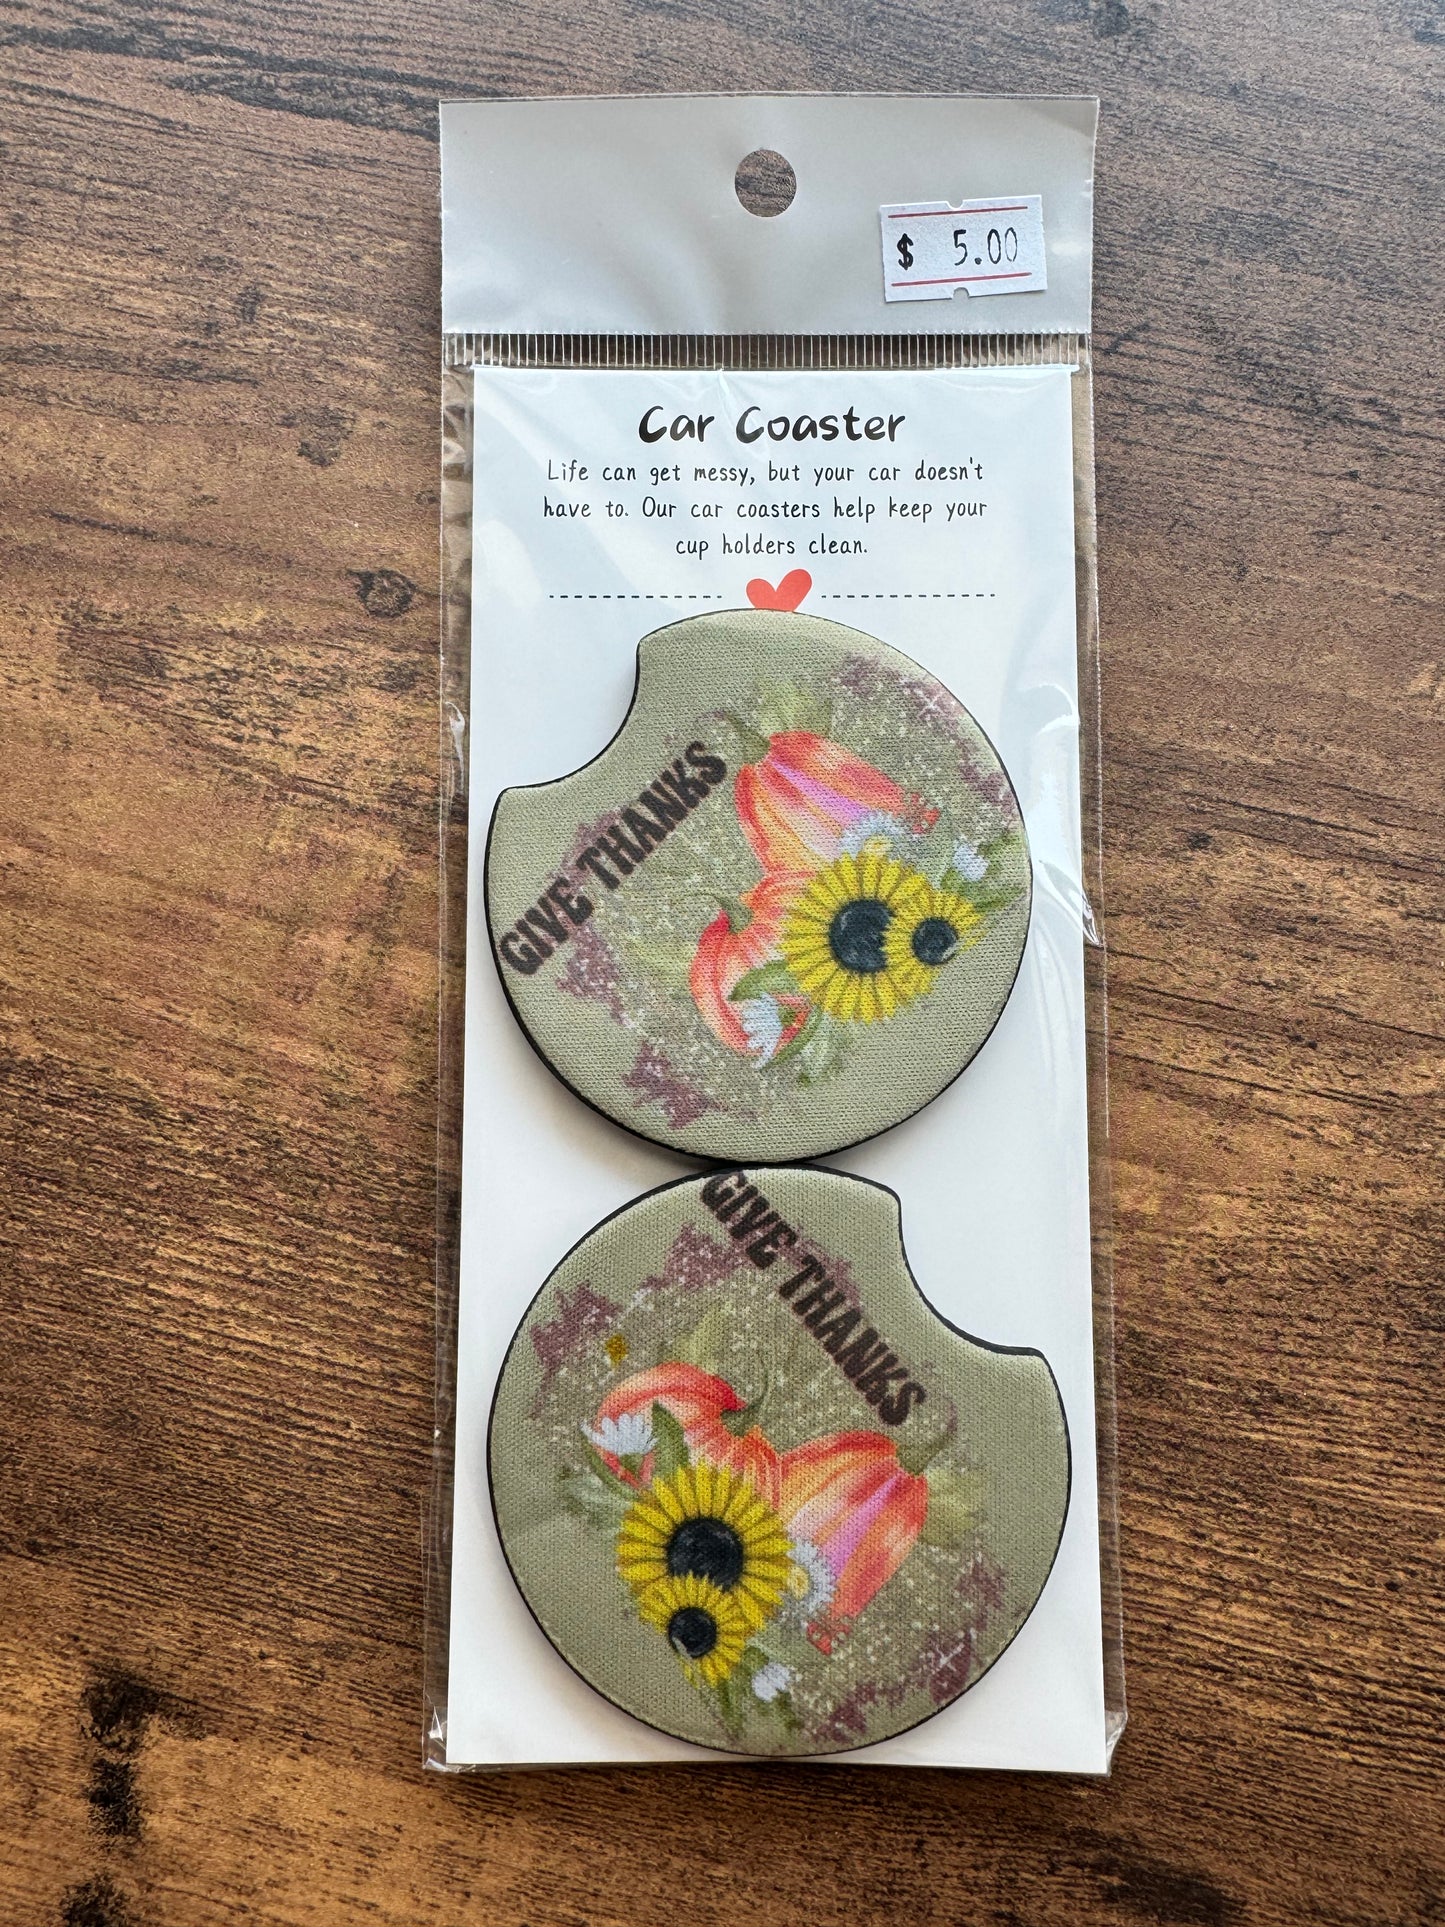 $ 5.00
Car Coaster
Life can get messy, but your car doesn't
have to. Our car coasters help keep your
cup holders clean.
GIVE THANKS
GIVE THANKS